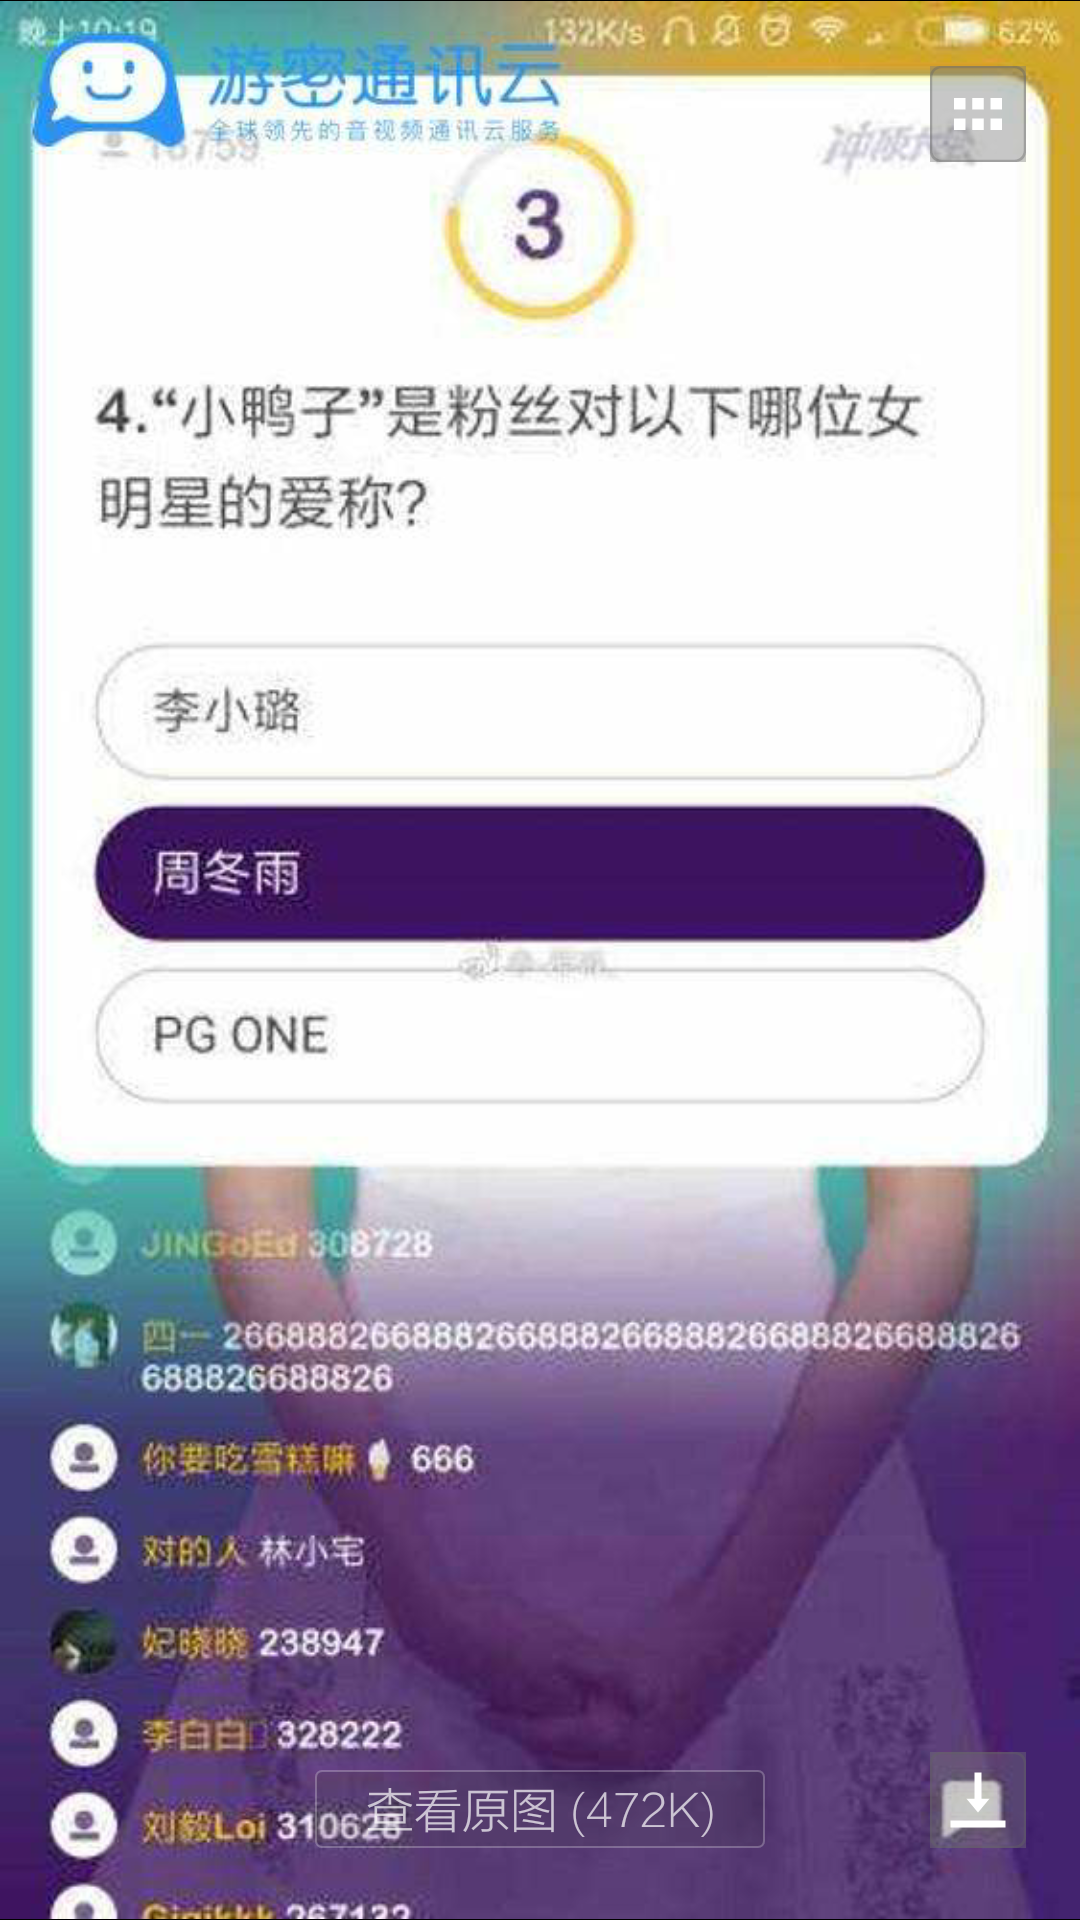 晚上10:19
132K/s
62%
游密通讯云
全球领先的音视频通讯云服务
冲顶大会
3
4.“小鸭子”是粉丝对以下哪位女
明星的爱称?
李小璐
周冬雨
PG ONE
JINGoEd 308728
四一 26688826688826688826688826688826688826
688826688826
你要吃雪糕嘛🍦 666
对的人 林小宅
妃晓晓 238947
李白白 328222
刘毅Loi 310628
查看原图 (472K)
Gigikkk 267132